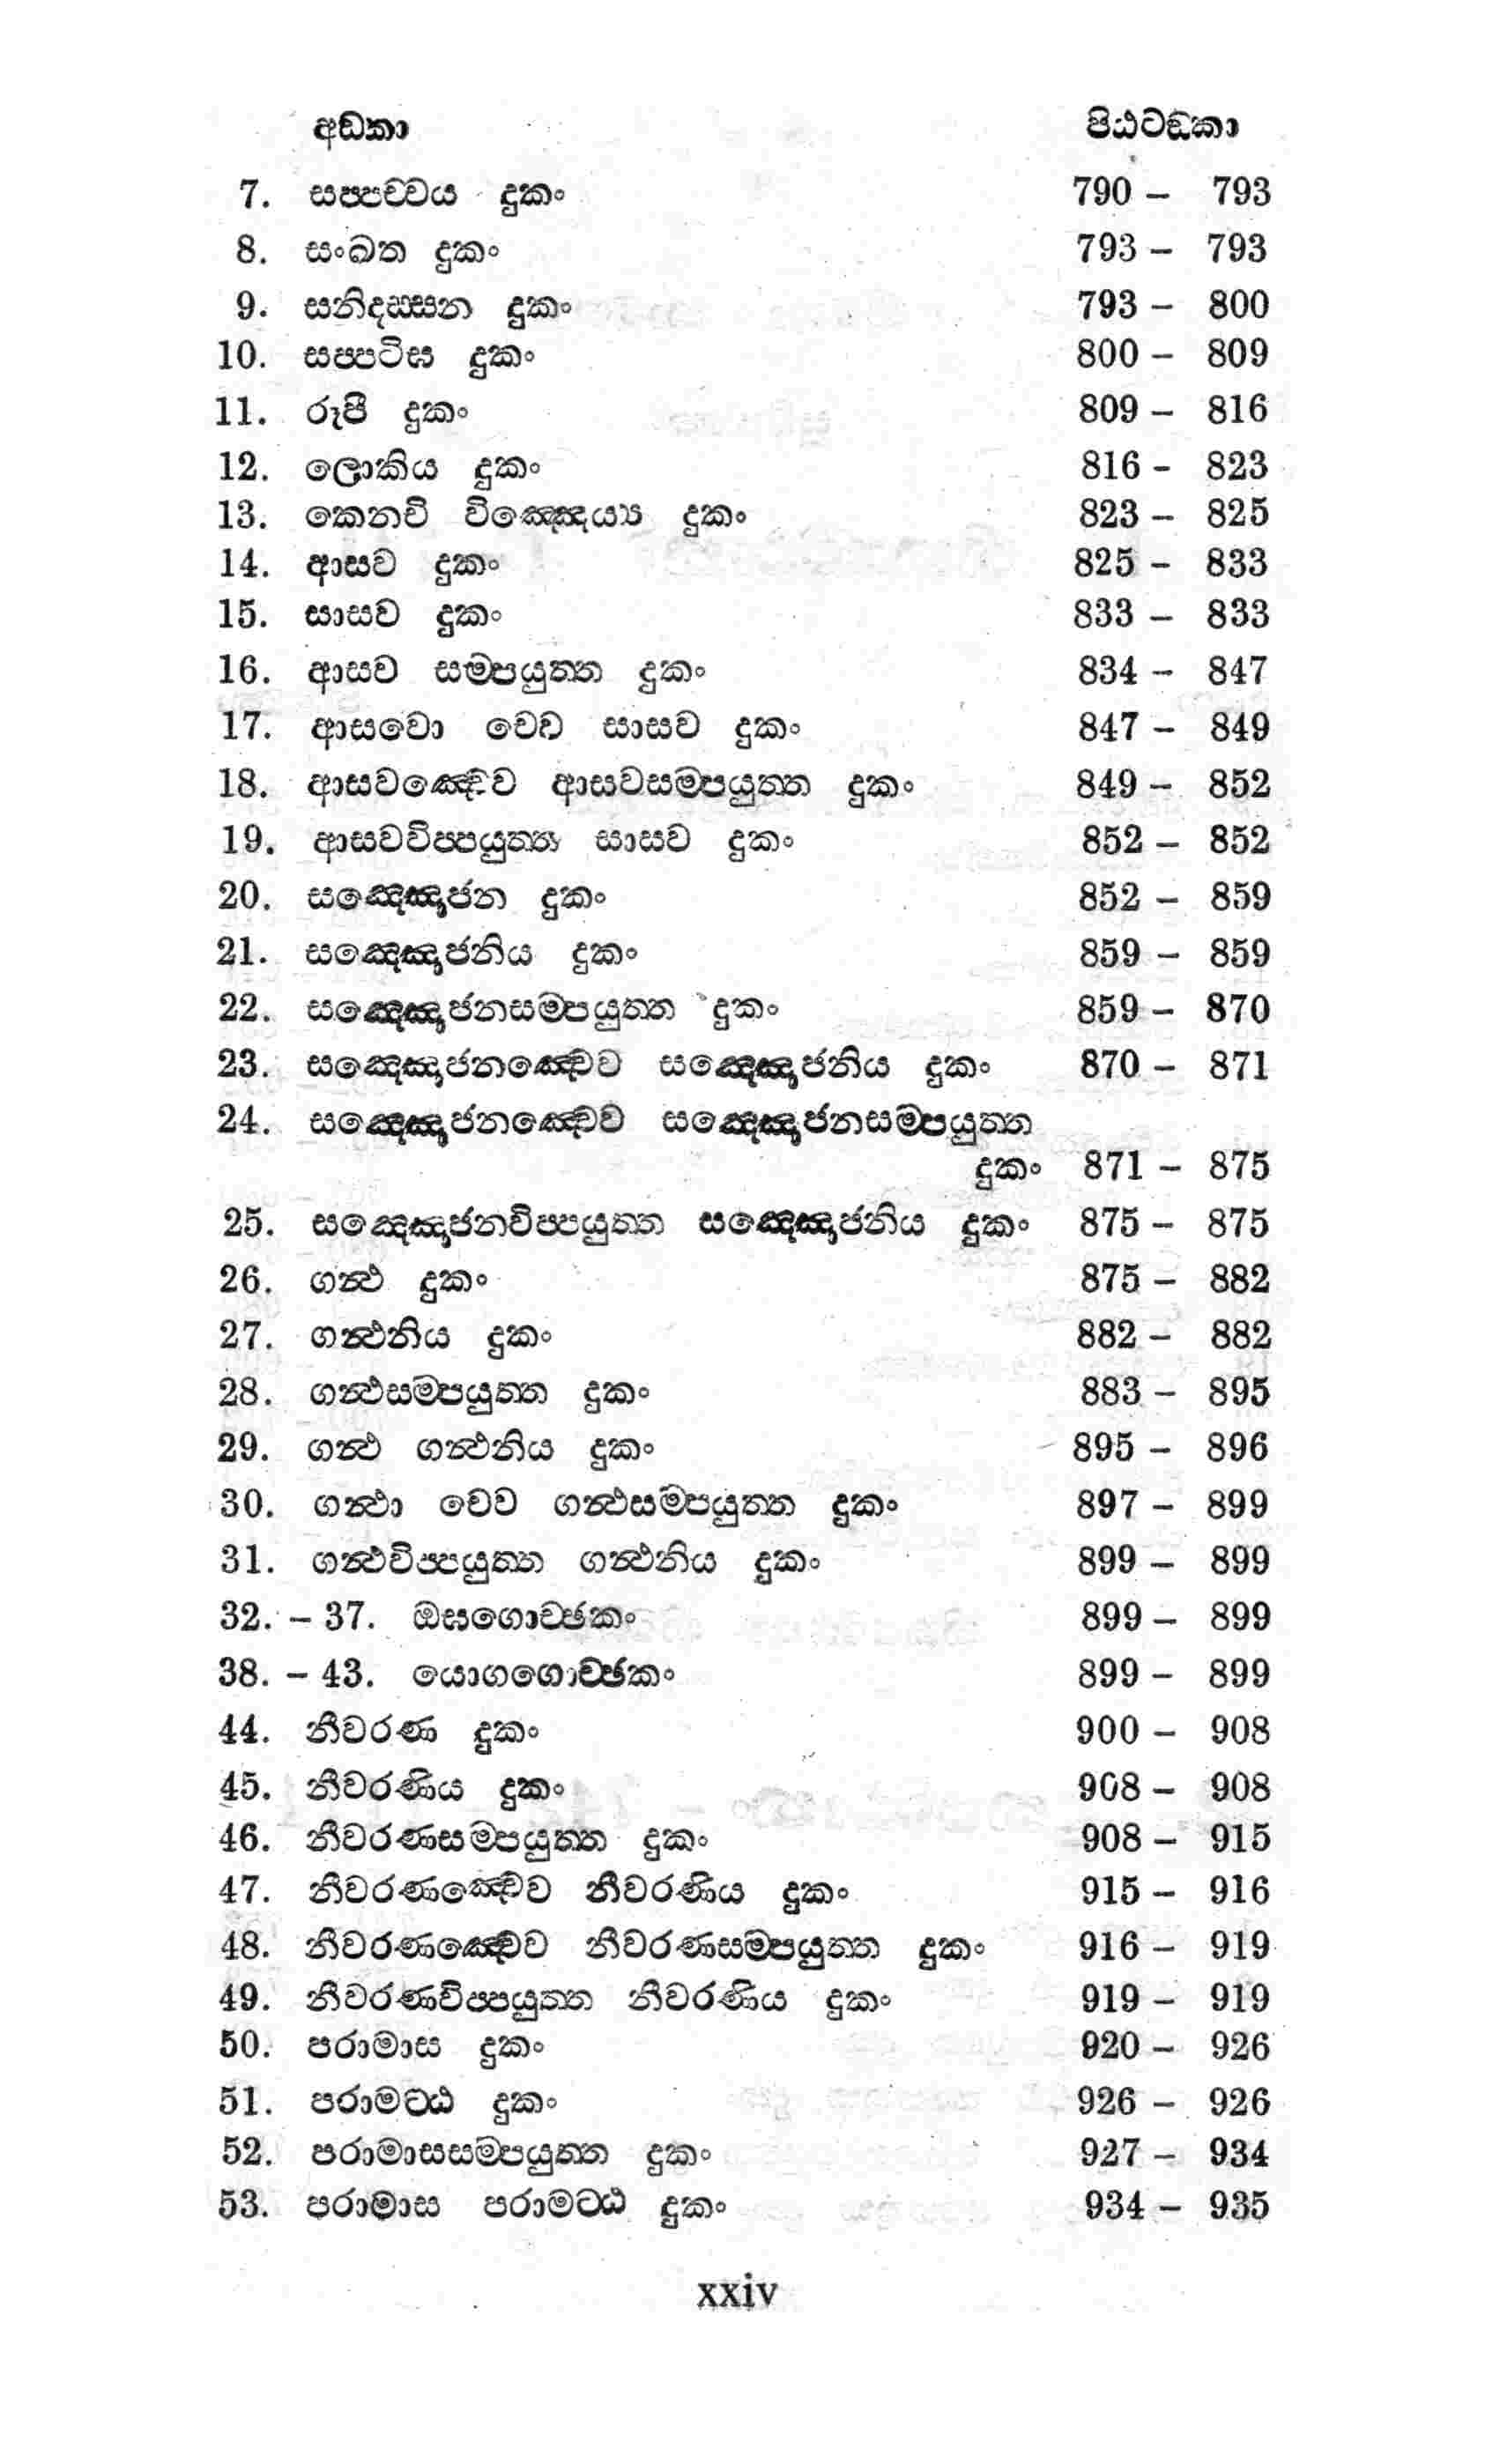 අඞ්කා පිඨටඞ්කා
7. සප්පච්චය දුකං 790 – 793
8. සංඛත දුකං 793 – 793
9. සනිදස්සන දුකං 793 – 800
10. සප්පටිඝ දුකං 800 – 809
11. රූපී දුකං 809 – 816
12. ලොකිය දුකං 816 – 823
13. කෙනචි විඤ්ඤෙය්‍ය දුකං 823 – 825
14. ආසව දුකං 825 – 833
15. සාසව දුකං 833 – 833
16. ආසව සම්පයුත්ත දුකං 834 – 847
17. ආසවො චෙව සාසව දුකං 847 – 849
18. ආසවඤ්චෙව ආසවසම්පයුත්ත දුකං 849 – 852
19. ආසවවිප්පයුත්ත සාසව දුකං 852 – 852
20. සඤ්ඤෙඤාජන දුකං 852 – 859
21. සඤ්ඤෙඤාජනිය දුකං 859 – 859
22. සඤ්ඤෙඤාජනසම්පයුත්ත දුකං 859 – 870
23. සඤ්ඤෙඤාජනඤ්චෙව සඤ්ඤෙඤාජනිය දුකං 870 – 871
24. සඤ්ඤෙඤාජනඤ්චෙව සඤ්ඤෙඤාජනසම්පයුත්ත
දුකං 871 – 875
25. සඤ්ඤෙඤාජනවිප්පයුත්ත සඤ්ඤෙඤාජනිය දුකං 875 – 875
26. ගන්ථ දුකං 875 – 882
27. ගන්ථනිය දුකං 882 – 882
28. ගන්ථසම්පයුත්ත දුකං 883 – 895
29. ගන්ථ ගන්ථනිය දුකං 895 – 896
30. ගන්ථා චෙව ගන්ථසම්පයුත්ත දුකං 897 – 899
31. ගන්ථවිප්පයුත්ත ගන්ථනිය දුකං 899 – 899
32. – 37. ඔඝගොච්ඡකං 899 – 899
38. – 43. යොගගොච්ඡකං 899 – 899
44. නීවරණ දුකං 900 – 908
45. නීවරණිය දුකං 908 – 908
46. නීවරණසම්පයුත්ත දුකං 908 – 915
47. නීවරණඤ්චෙව නීවරණිය දුකං 915 – 916
48. නීවරණඤ්චෙව නීවරණසම්පයුත්ත දුකං 916 – 919
49. නීවරණවිප්පයුත්ත නීවරණිය දුකං 919 – 919
50. පරාමාස දුකං 920 – 926
51. පරාමට්ඨ දුකං 926 – 926
52. පරාමාසසම්පයුත්ත දුකං 927 – 934
53. පරාමාස පරාමට්ඨ දුකං 934 – 935
xxiv